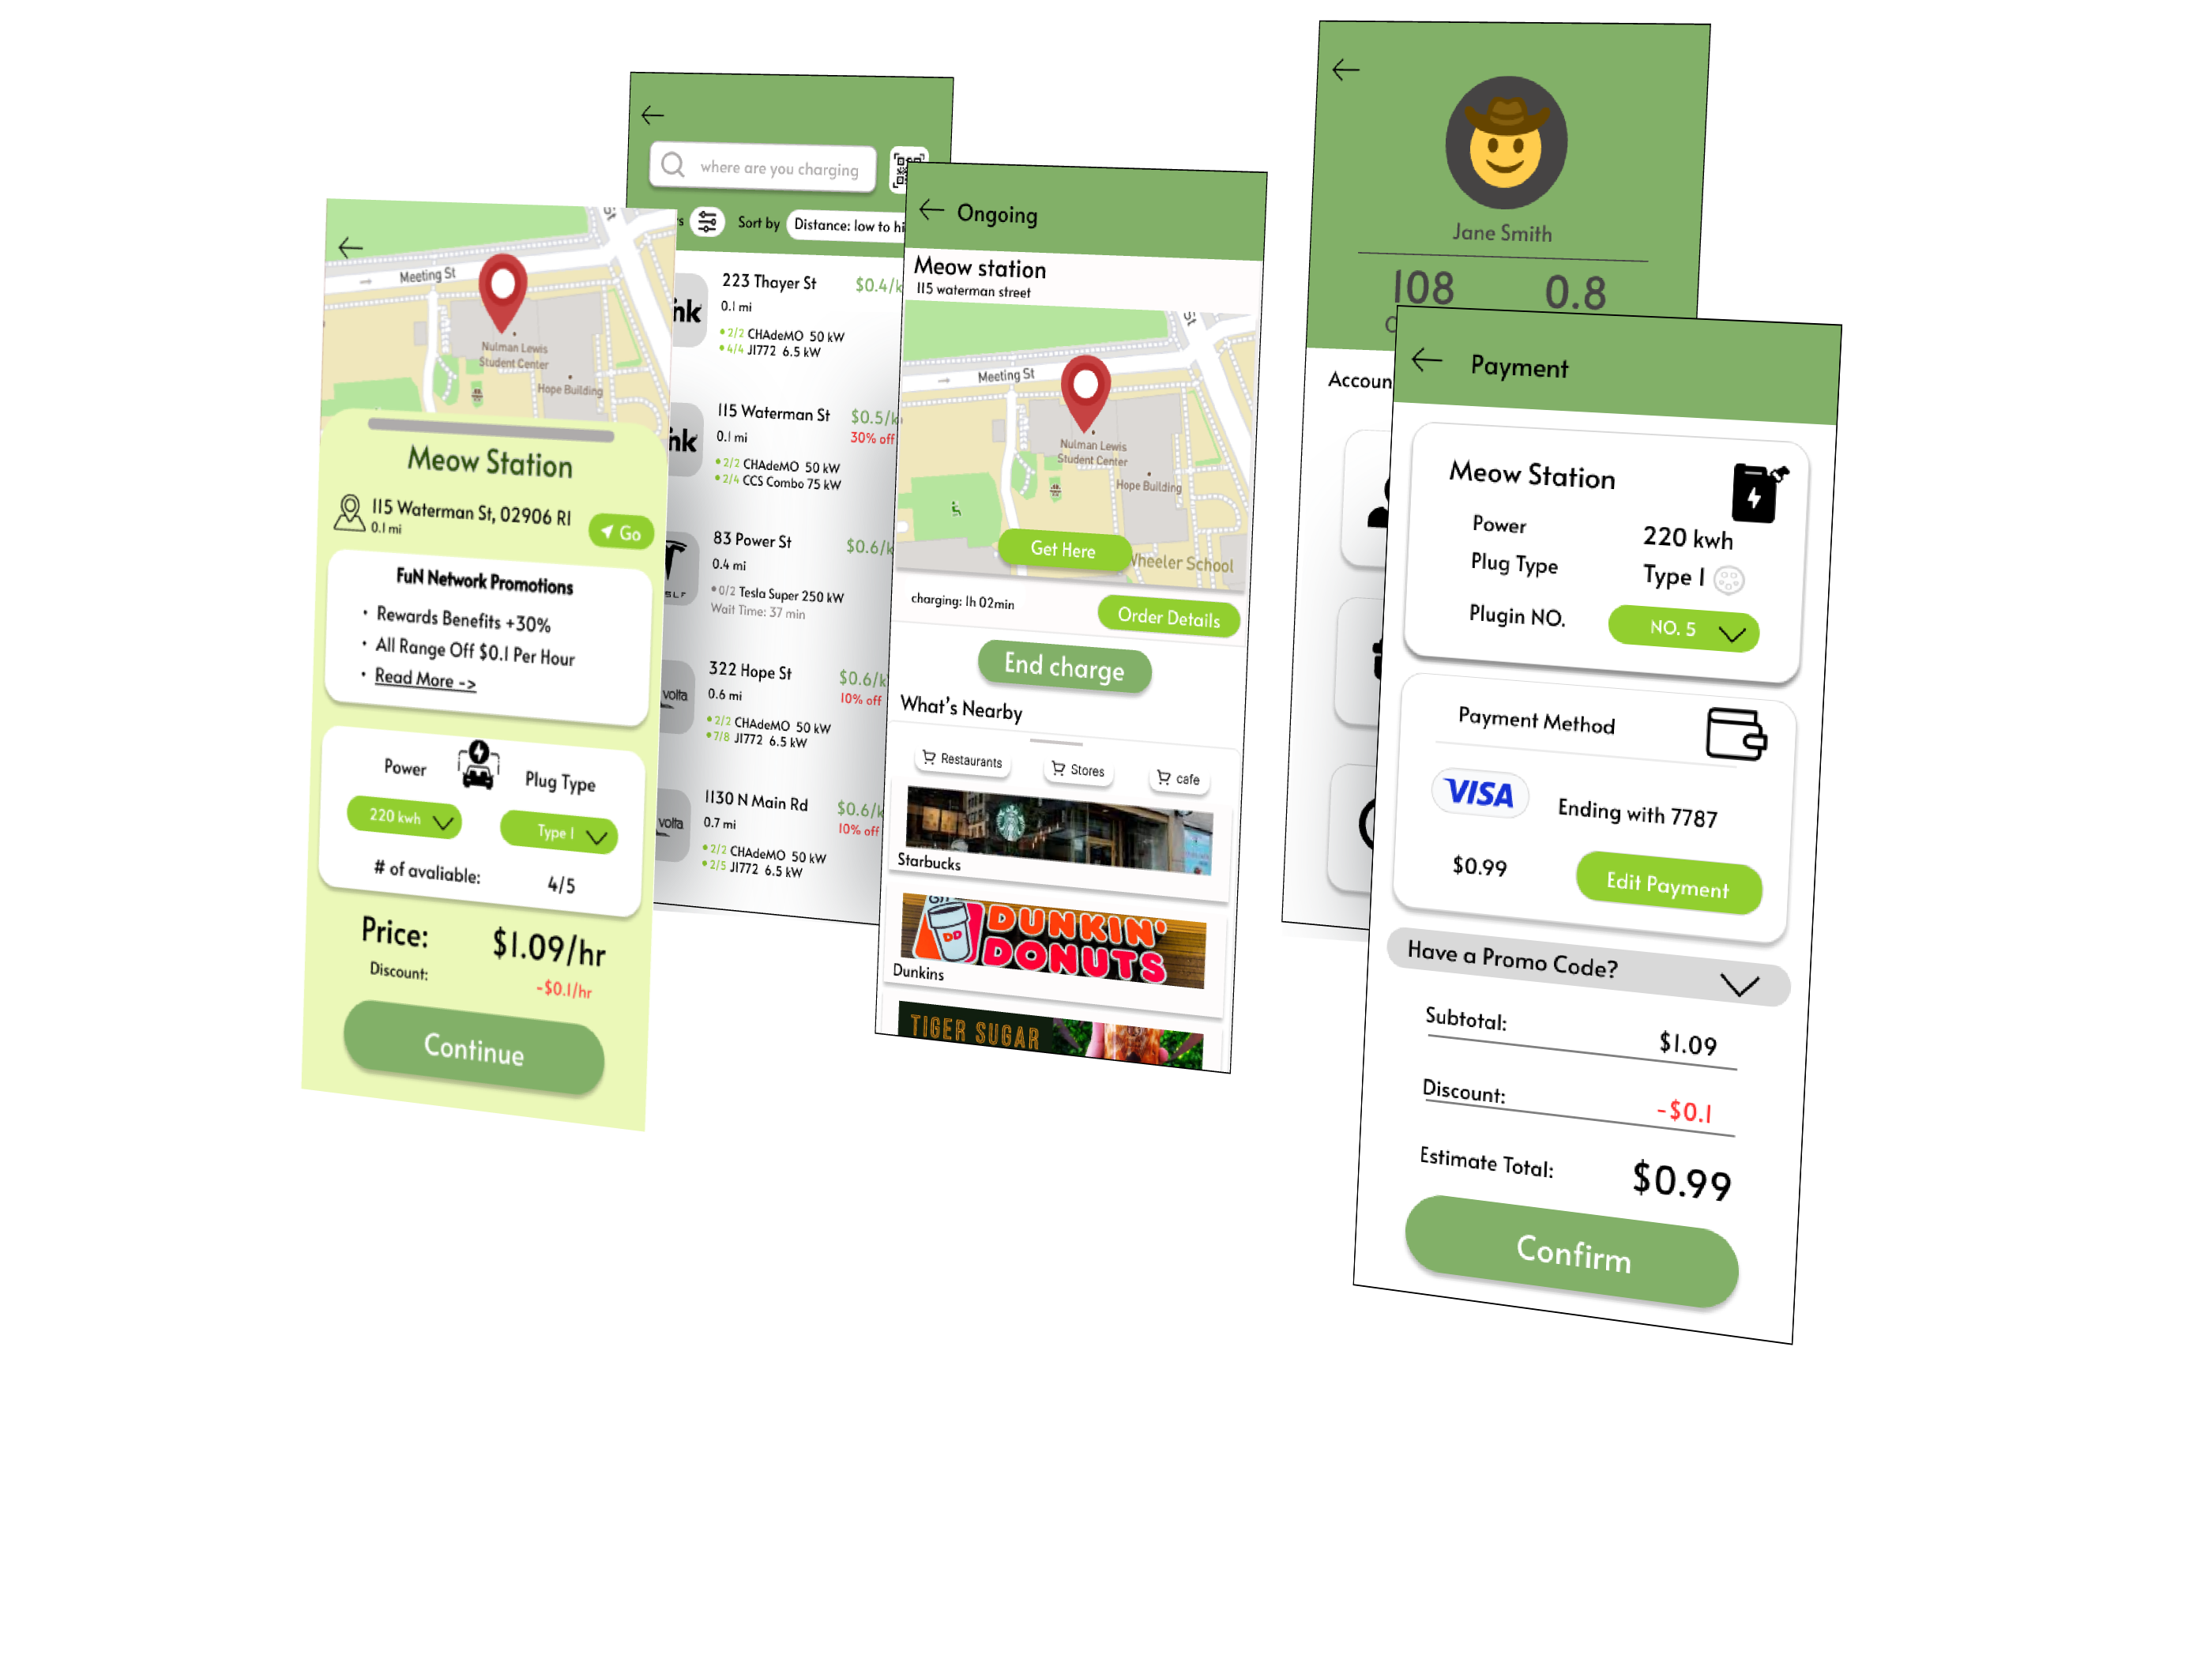 Meeting St
Nulman Lewis
Student Center
Hope Building
Meow Station
115 Waterman St, 02906 RI
0.1 mi
Go
FuN Network Promotions
• Rewards Benefits +30%
• All Range Off $0.1 Per Hour
• Read More ->
Power
Plug Type
220 kwh
Type 1
# of avaliable:
4/5
Price:
$1.09/hr
Discount:
-$0.1/hr
Continue
where are you charging
Sort by
Distance: low to hi
nk
223 Thayer St
$0.4/k
0.1 mi
2/2 CHAdeMO 50 kW
4/4 J1772 6.5 kW
nk
115 Waterman St
$0.5/k
0.1 mi
30% off
2/2 CHAdeMO 50 kW
2/4 CCS Combo 75 kW
83 Power St
$0.6/k
0.4 mi
0/2 Tesla Super 250 kW
Wait Time: 37 min
SLF
volta
322 Hope St
$0.6/k
0.6 mi
10% off
2/2 CHAdeMO 50 kW
7/8 J1772 6.5 kW
volta
1130 N Main Rd
$0.6/k
0.7 mi
10% off
2/2 CHAdeMO 50 kW
2/5 J1772 6.5 kW
Ongoing
Meow station
115 waterman street
Meeting St
Nulman Lewis
Student Center
Hope Building
Get Here
Wheeler School
charging: 1h 02min
Order Details
End charge
What's Nearby
Restaurants
Stores
cafe
Starbucks
DD
DUNKIN'
DONUTS
Dunkins
TIGER SUGAR
Jane Smith
108
0.8
Accoun
Payment
Meow Station
Power
220 kwh
Plug Type
Type 1
Plugin NO.
NO. 5
Payment Method
VISA
Ending with 7787
$0.99
Edit Payment
Have a Promo Code?
Subtotal:
$1.09
Discount:
-$0.1
Estimate Total:
$0.99
Confirm